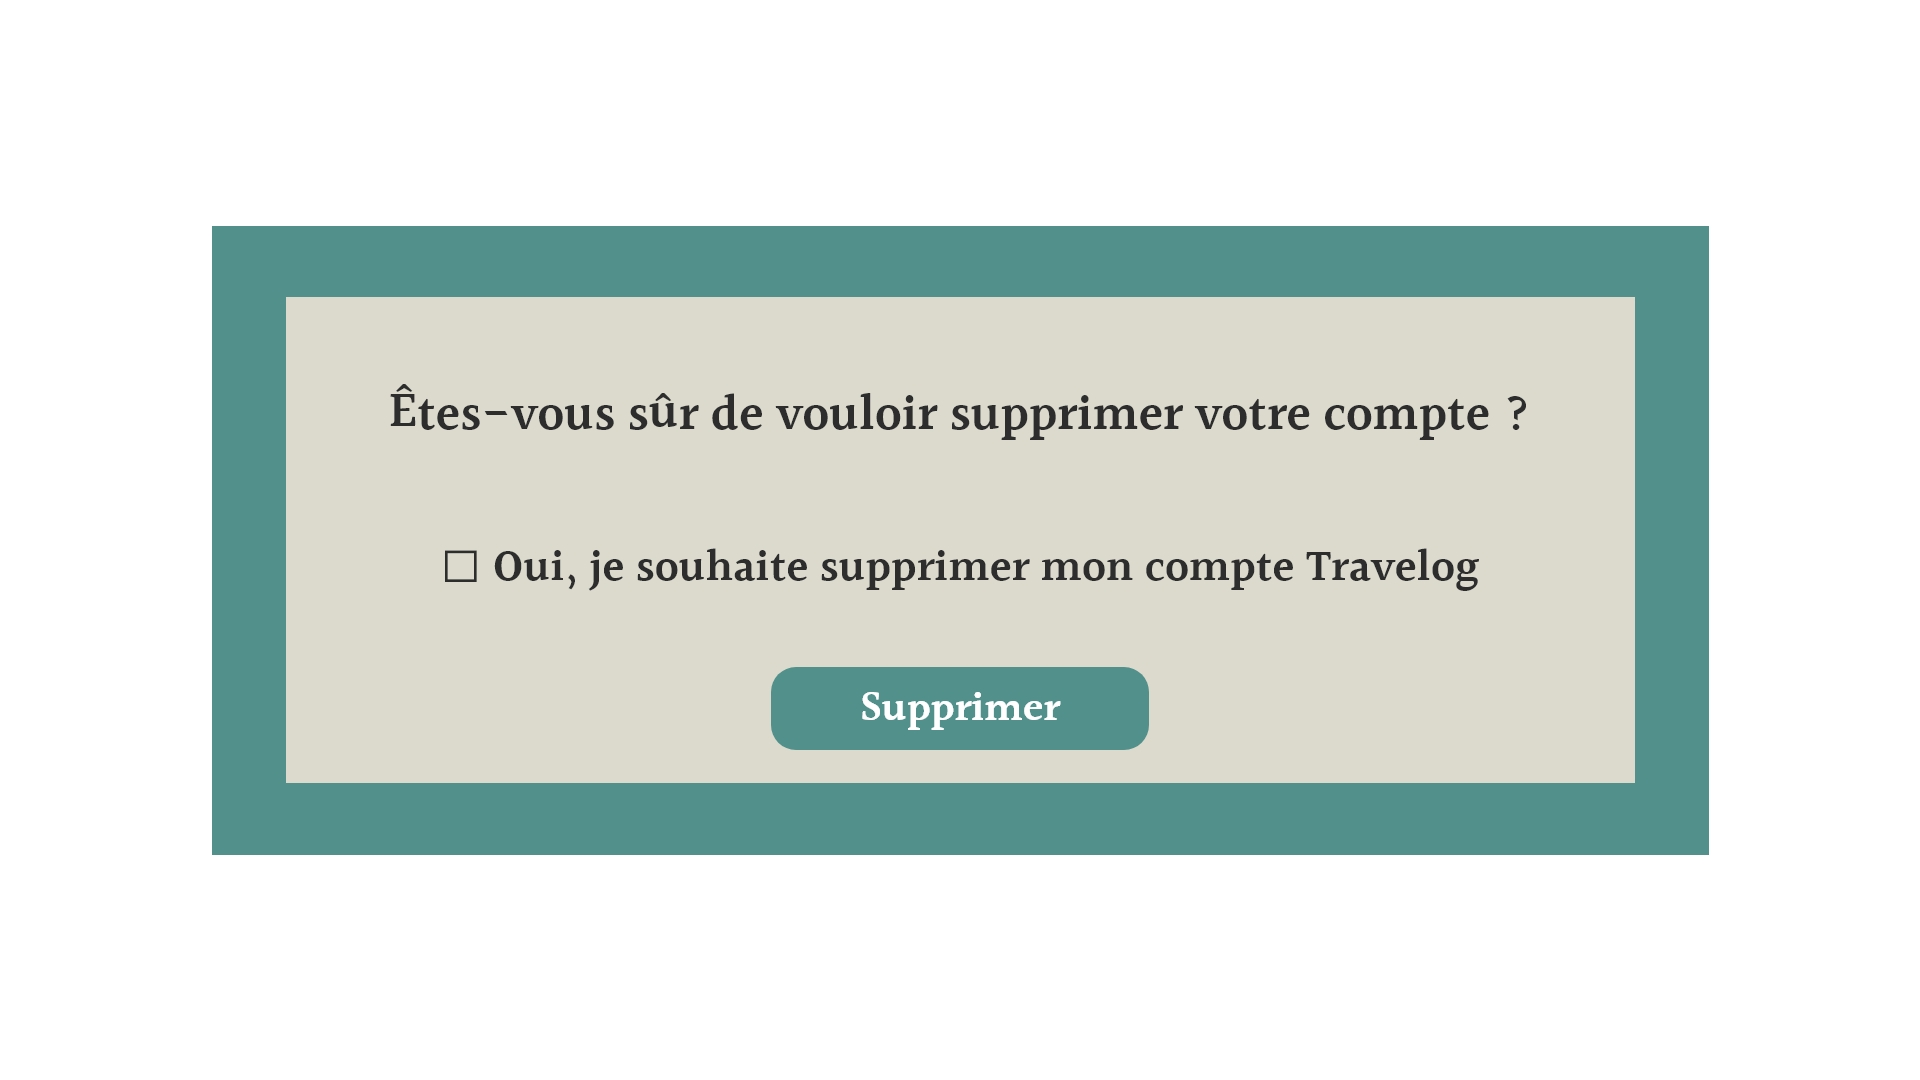 Êtes-vous sûr de vouloir supprimer votre compte ?
☐ Oui, je souhaite supprimer mon compte Travelog
Supprimer